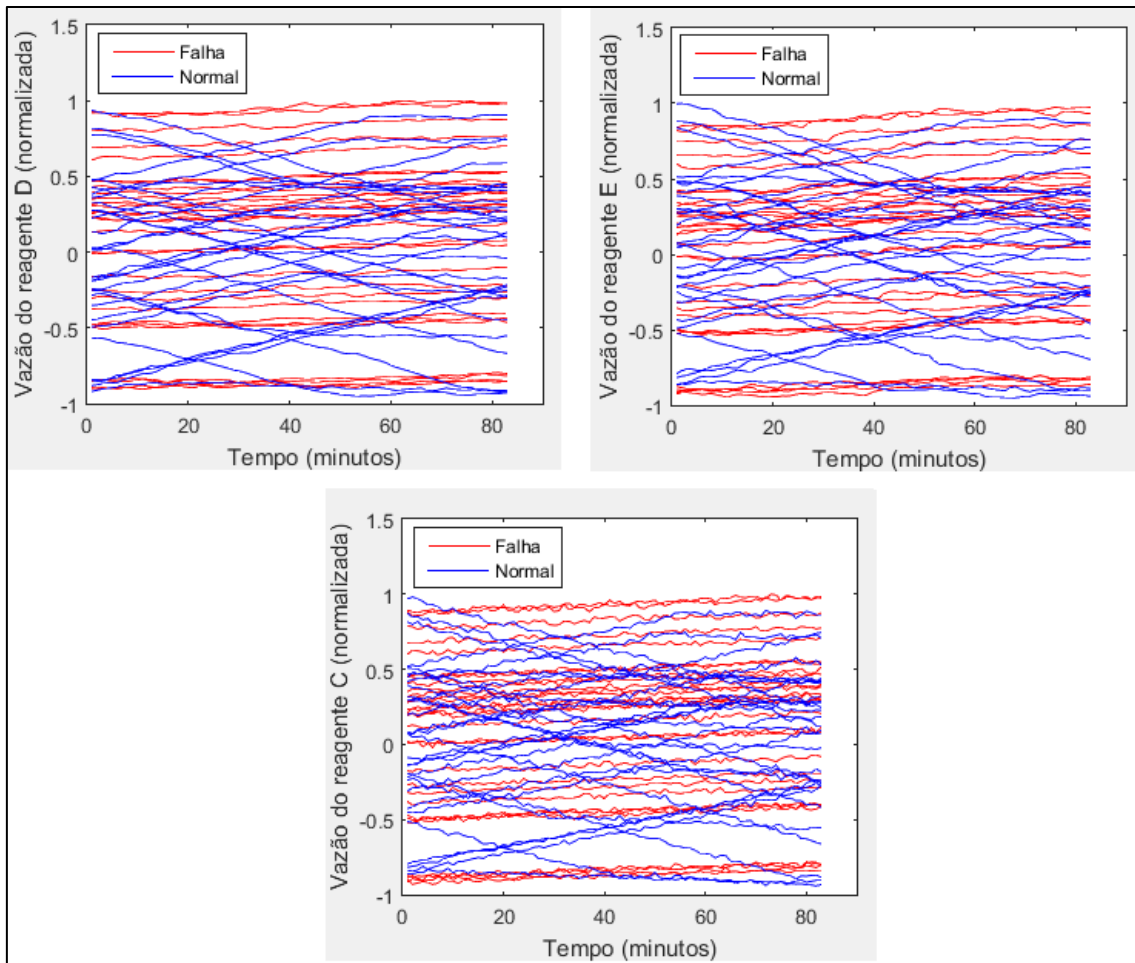 Vazão do reagente D (normalizada)
1.5
1
0.5
0
-0.5
-1
Falha
Normal
0
20
40
60
80
Tempo (minutos)
Vazão do reagente E (normalizada)
1.5
1
0.5
0
-0.5
-1
Falha
Normal
0
20
40
60
80
Tempo (minutos)
Vazão do reagente C (normalizada)
1.5
1
0.5
0
-0.5
-1
Falha
Normal
0
20
40
60
80
Tempo (minutos)